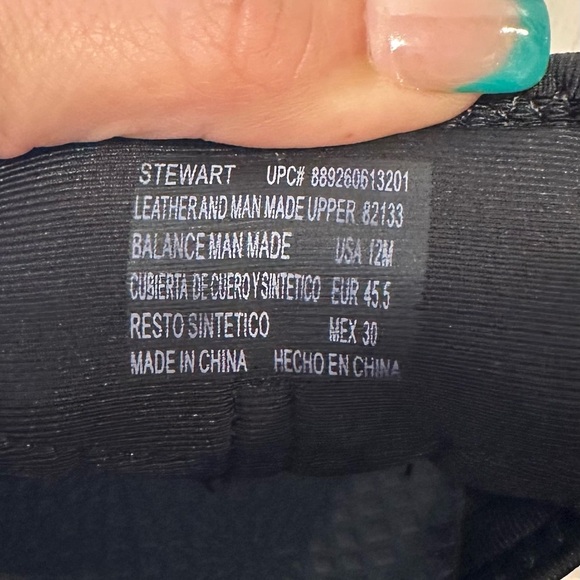 STEWART UPC# 889260613201
LEATHER AND MAN MADE UPPER 82133
BALANCE MAN MADE USA 12M
CUBIERTA DE CUERO Y SINTETICO EUR 45.5
RESTO SINTETICO MEX 30
MADE IN CHINA HECHO EN CHINA